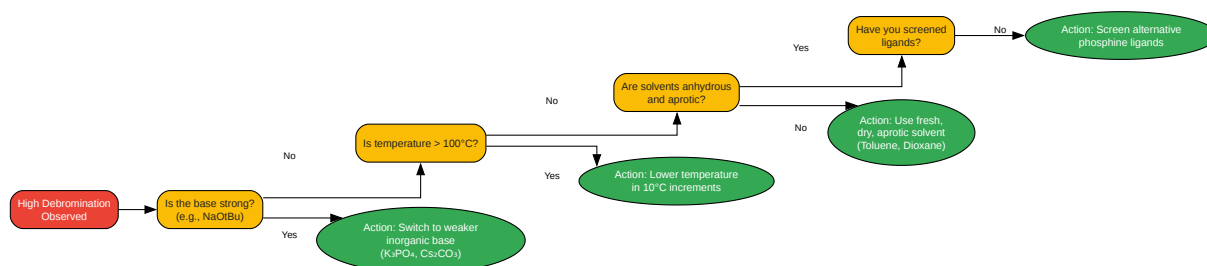 High Debromination
Observed
Is the base strong?
(e.g., NaOtBu)
Yes
Action: Switch to weaker
inorganic base
(K₃PO₄, Cs₂CO₃)
No
Is temperature > 100°C?
Yes
Action: Lower temperature
in 10°C increments
No
Are solvents anhydrous
and aprotic?
No
Action: Use fresh,
dry, aprotic solvent
(Toluene, Dioxane)
Yes
Have you screened
ligands?
No
Action: Screen alternative
phosphine ligands